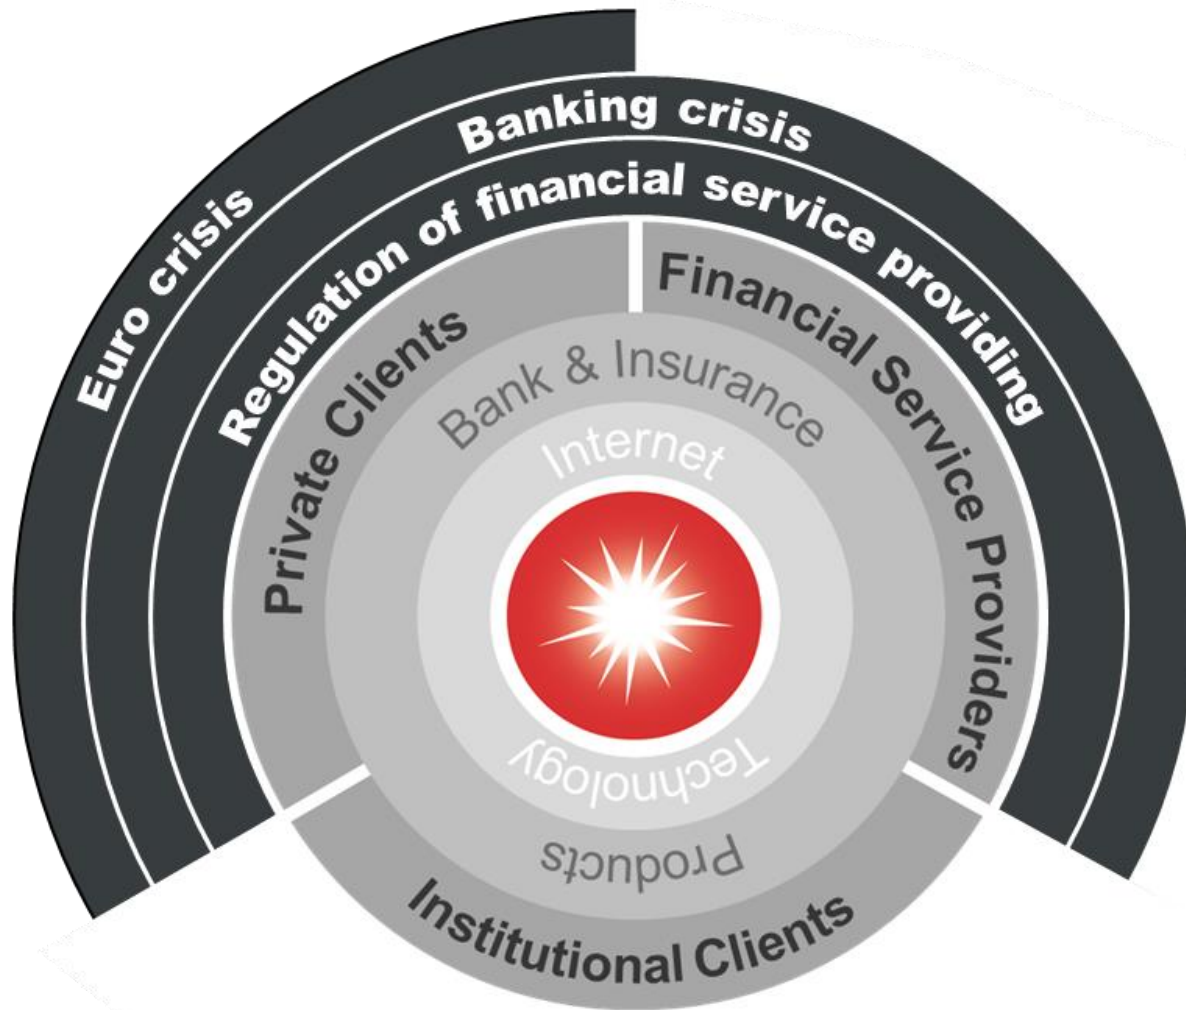 Euro crisis
Banking crisis
Regulation of financial service providing
Private Clients
Financial Service Providers
Bank & Insurance
Internet
Technology
Products
Institutional Clients